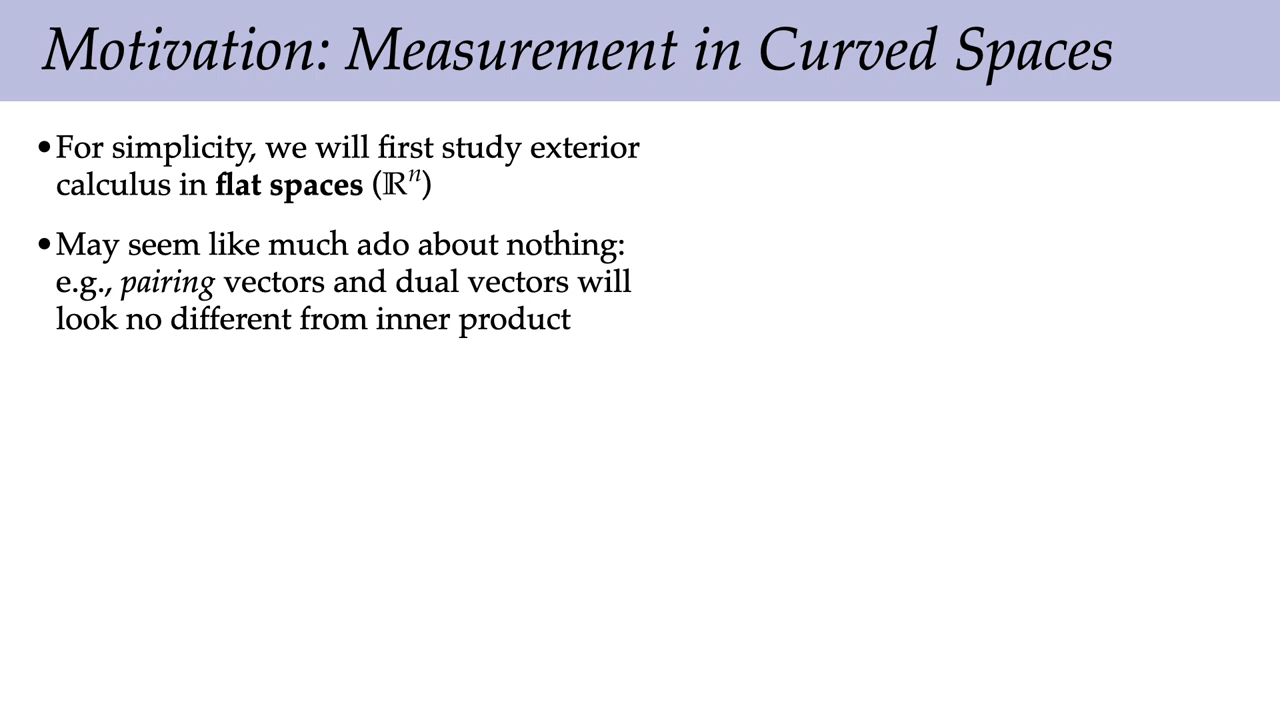 Motivation: Measurement in Curved Spaces
•For simplicity, we will first study exterior
calculus in flat spaces (ℝⁿ)
•May seem like much ado about nothing:
e.g., pairing vectors and dual vectors will
look no different from inner product